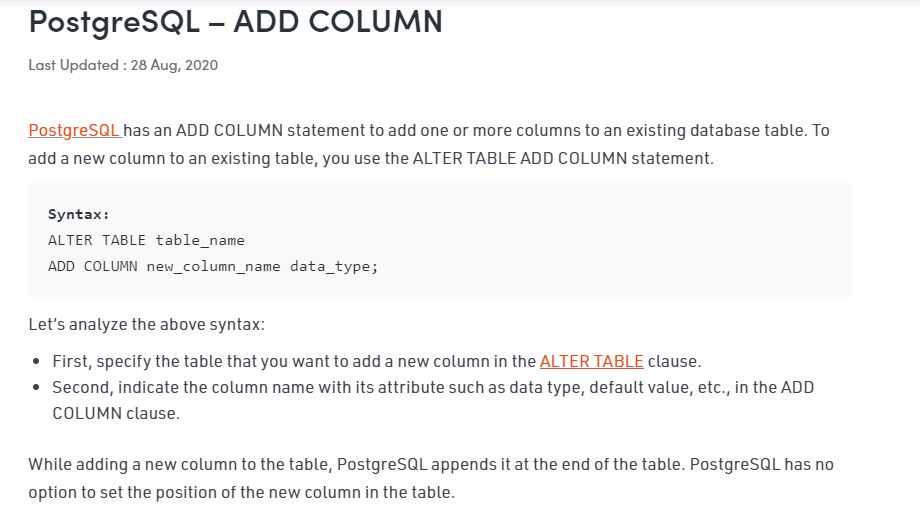 PostgreSQL – ADD COLUMN
Last Updated : 28 Aug, 2020
PostgreSQL has an ADD COLUMN statement to add one or more columns to an existing database table. To
add a new column to an existing table, you use the ALTER TABLE ADD COLUMN statement.
Syntax:
ALTER TABLE table_name
ADD COLUMN new_column_name data_type;
Let’s analyze the above syntax:
• First, specify the table that you want to add a new column in the ALTER TABLE clause.
• Second, indicate the column name with its attribute such as data type, default value, etc., in the ADD
COLUMN clause.
While adding a new column to the table, PostgreSQL appends it at the end of the table. PostgreSQL has no
option to set the position of the new column in the table.